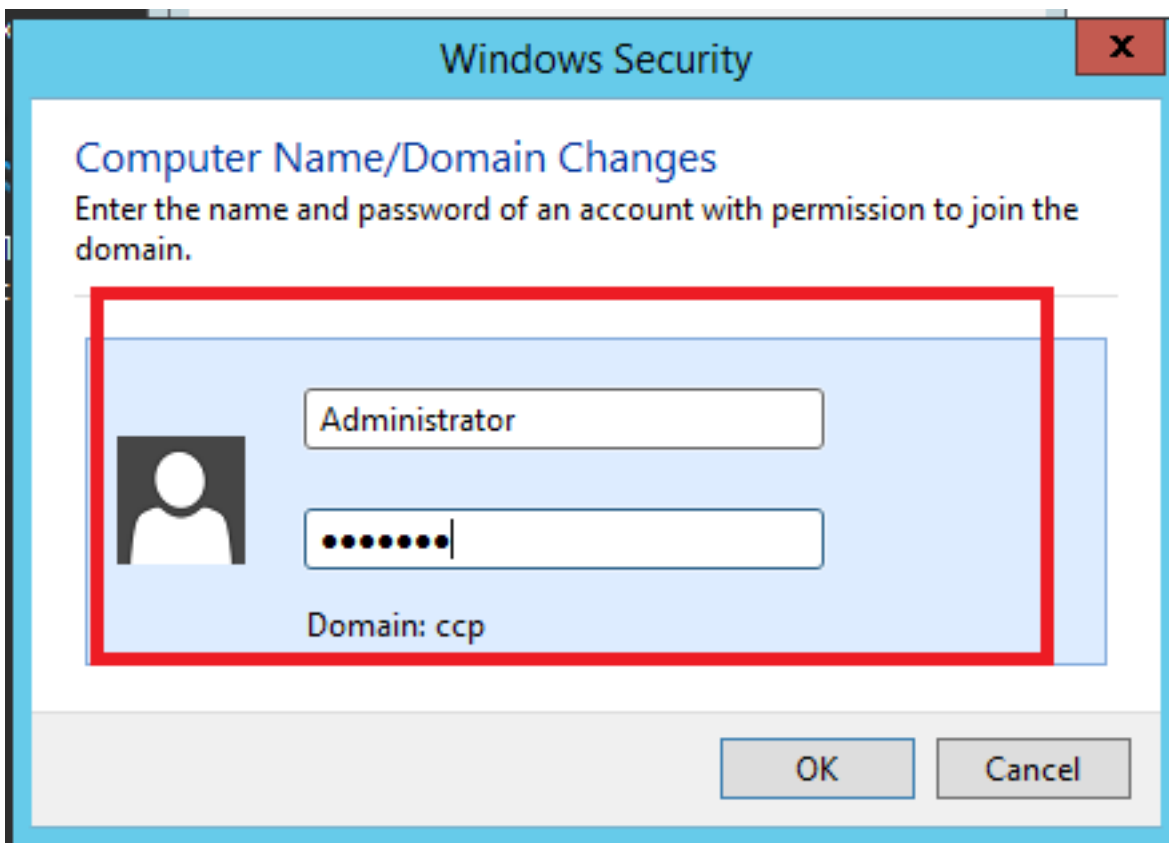 Windows Security
x
Computer Name/Domain Changes
Enter the name and password of an account with permission to join the
domain.
Administrator
•••••••
Domain: ccp
OK
Cancel